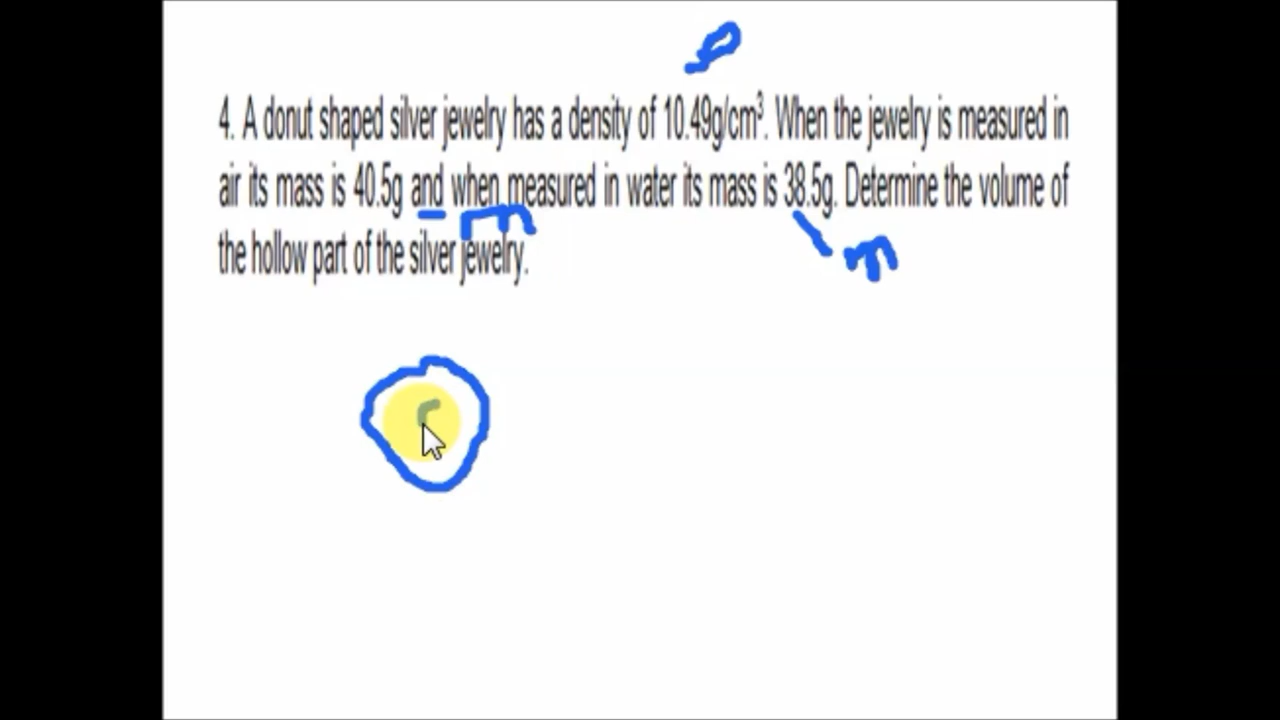 ρ
4. A donut shaped silver jewelry has a density of 10.49g/cm³. When the jewelry is measured in
air its mass is 40.5g and when measured in water its mass is 38.5g. Determine the volume of
the hollow part of the silver jewelry.
m
m